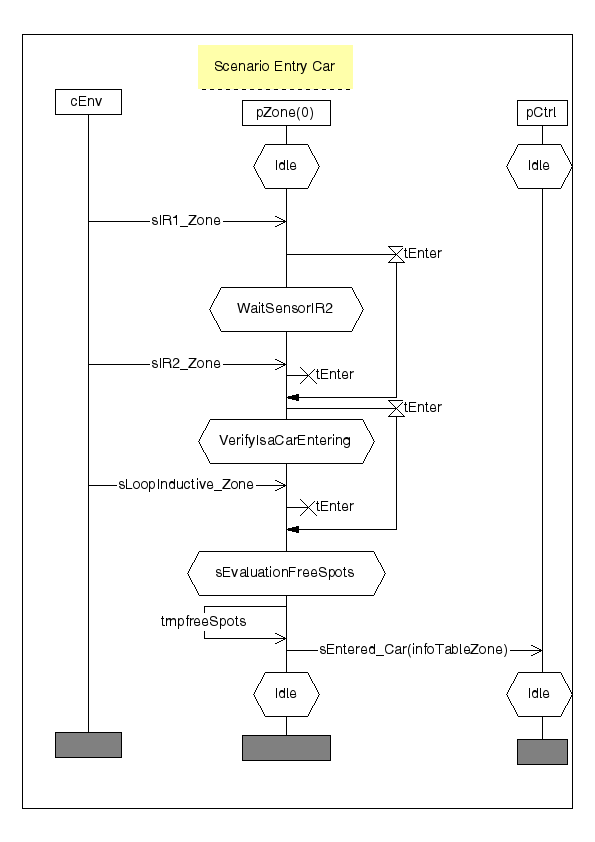 Scenario Entry Car
cEnv
pZone(0)
pCtrl
Idle
Idle
sIR1_Zone
tEnter
WaitSensorIR2
sIR2_Zone
tEnter
tEnter
VerifyIsaCarEntering
sLoopInductive_Zone
tEnter
sEvaluationFreeSpots
tmpfreeSpots
sEntered_Car(infoTableZone)
Idle
Idle